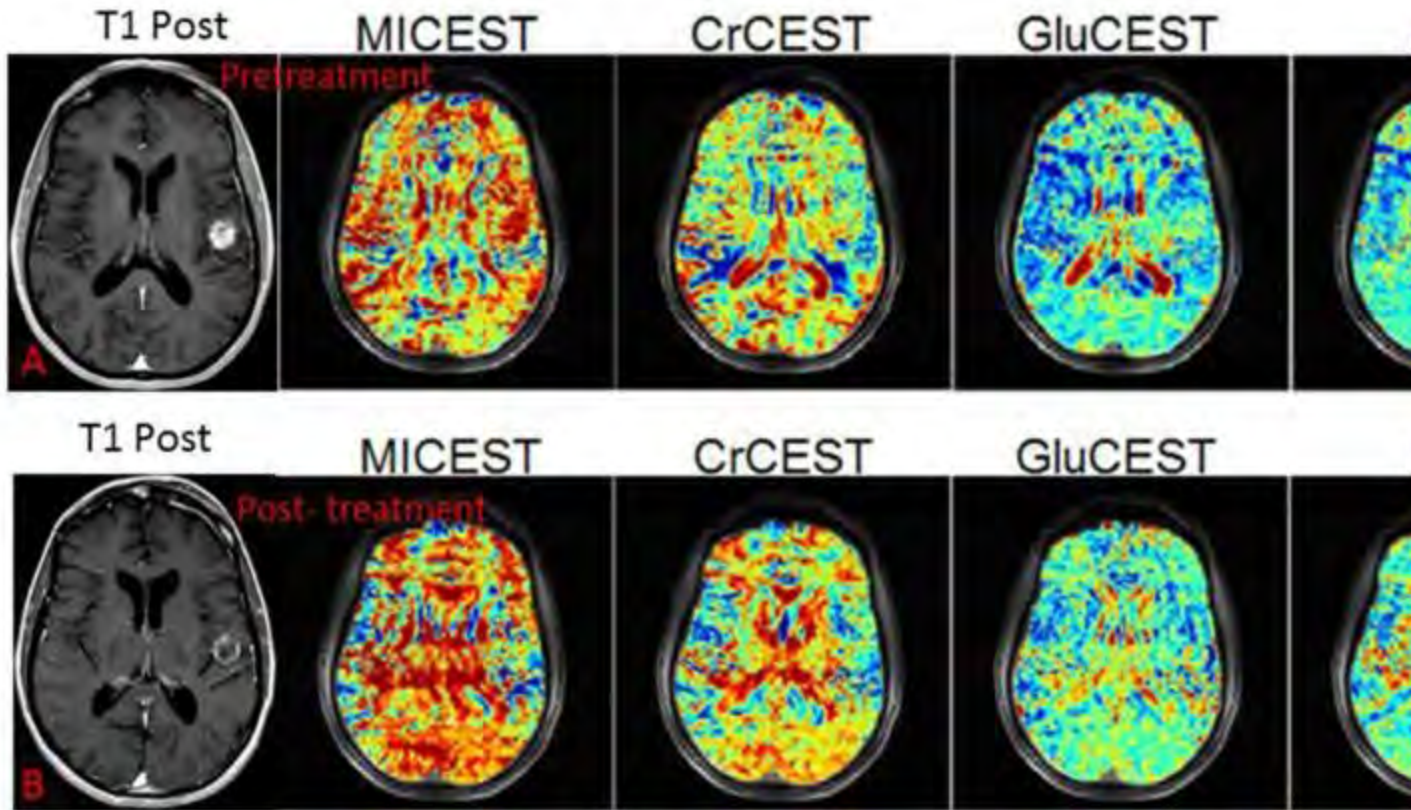 T1 Post
MICEST
CrCEST
GluCEST
Pretreatment
A
T1 Post
MICEST
CrCEST
GluCEST
Post- treatment
B